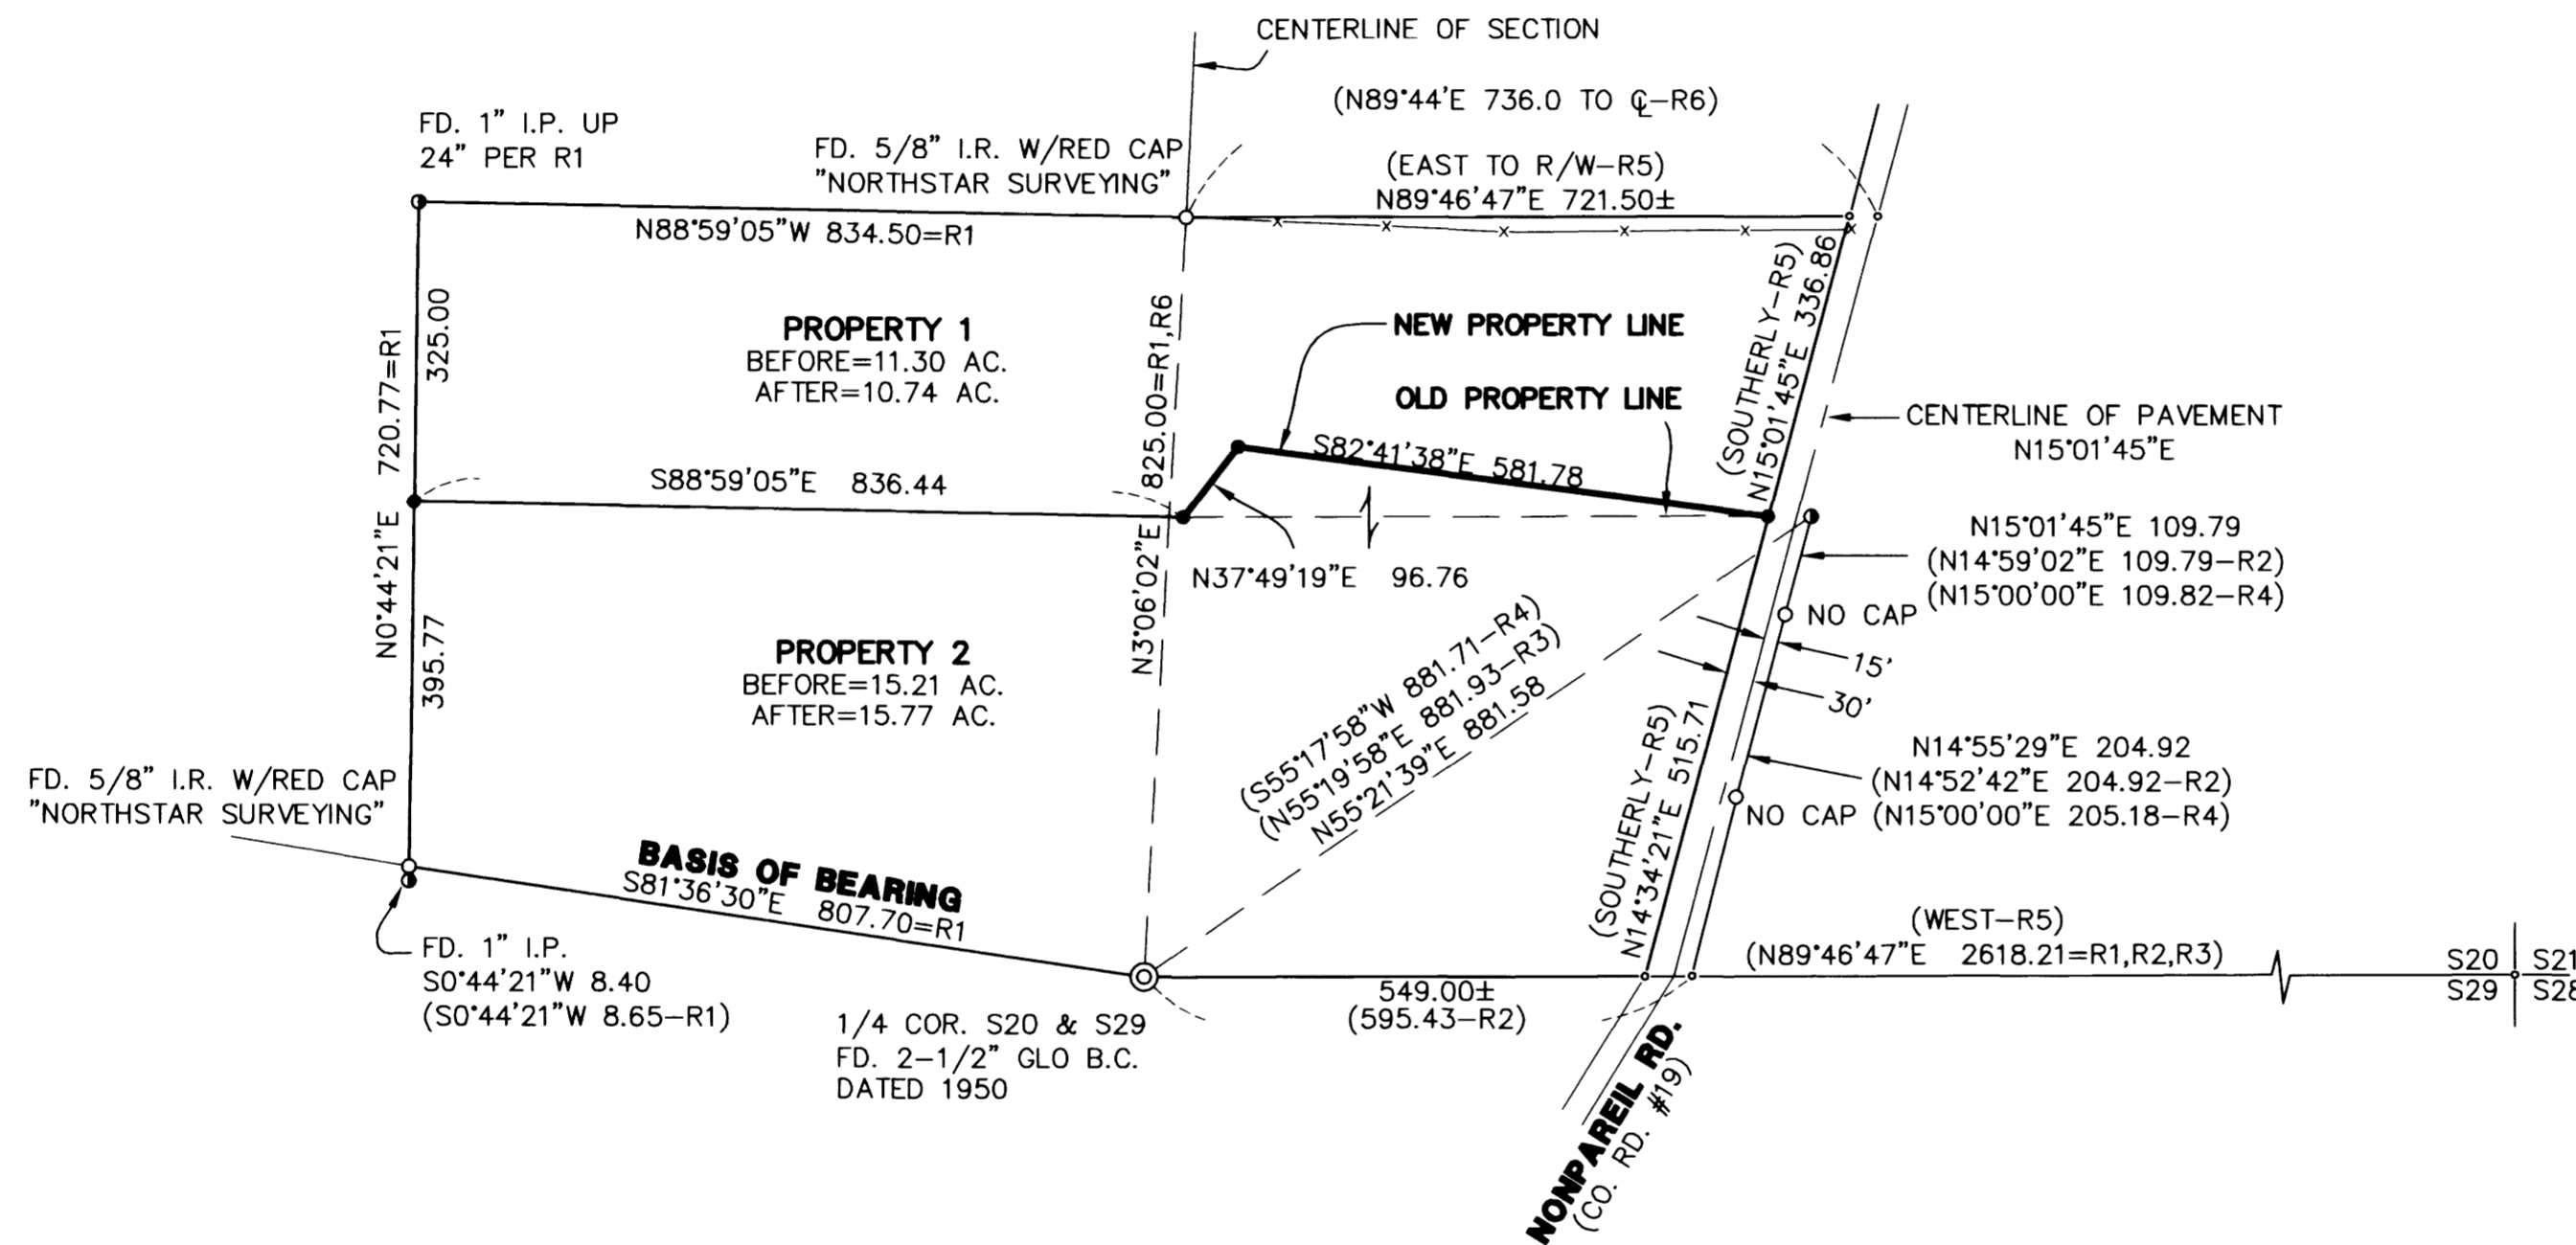 CENTERLINE OF SECTION
(N89°44'E 736.0 TO ℄-R6)
FD. 1" I.P. UP
24" PER R1
FD. 5/8" I.R. W/RED CAP
"NORTHSTAR SURVEYING"
(EAST TO R/W-R5)
N89°46'47"E 721.50±
N88°59'05"W 834.50=R1
325.00
N0°44'21"E 720.77=R1
395.77
PROPERTY 1
BEFORE=11.30 AC.
AFTER=10.74 AC.
N3°06'02"E 825.00=R1,R6
NEW PROPERTY LINE
OLD PROPERTY LINE
(SOUTHERLY-R5)
N15°01'45"E 336.86
CENTERLINE OF PAVEMENT
N15°01'45"E
S88°59'05"E 836.44
S82°41'38"E 581.78
N37°49'19"E 96.76
N15°01'45"E 109.79
(N14°59'02"E 109.79-R2)
(N15°00'00"E 109.82-R4)
NO CAP
15'
30'
PROPERTY 2
BEFORE=15.21 AC.
AFTER=15.77 AC.
(S55°17'58"W 881.71-R4)
(N55°19'58"E 881.93-R3)
N55°21'39"E 881.58
(SOUTHERLY-R5)
N14°34'21"E 515.71
N14°55'29"E 204.92
(N14°52'42"E 204.92-R2)
NO CAP (N15°00'00"E 205.18-R4)
FD. 5/8" I.R. W/RED CAP
"NORTHSTAR SURVEYING"
BASIS OF BEARING
S81°36'30"E 807.70=R1
FD. 1" I.P.
S0°44'21"W 8.40
(S0°44'21"W 8.65-R1)
1/4 COR. S20 & S29
FD. 2-1/2" GLO B.C.
DATED 1950
549.00±
(595.43-R2)
(WEST-R5)
(N89°46'47"E 2618.21=R1,R2,R3)
S20 S21
S29 S28
NONPAREIL RD.
(CO. RD. #19)